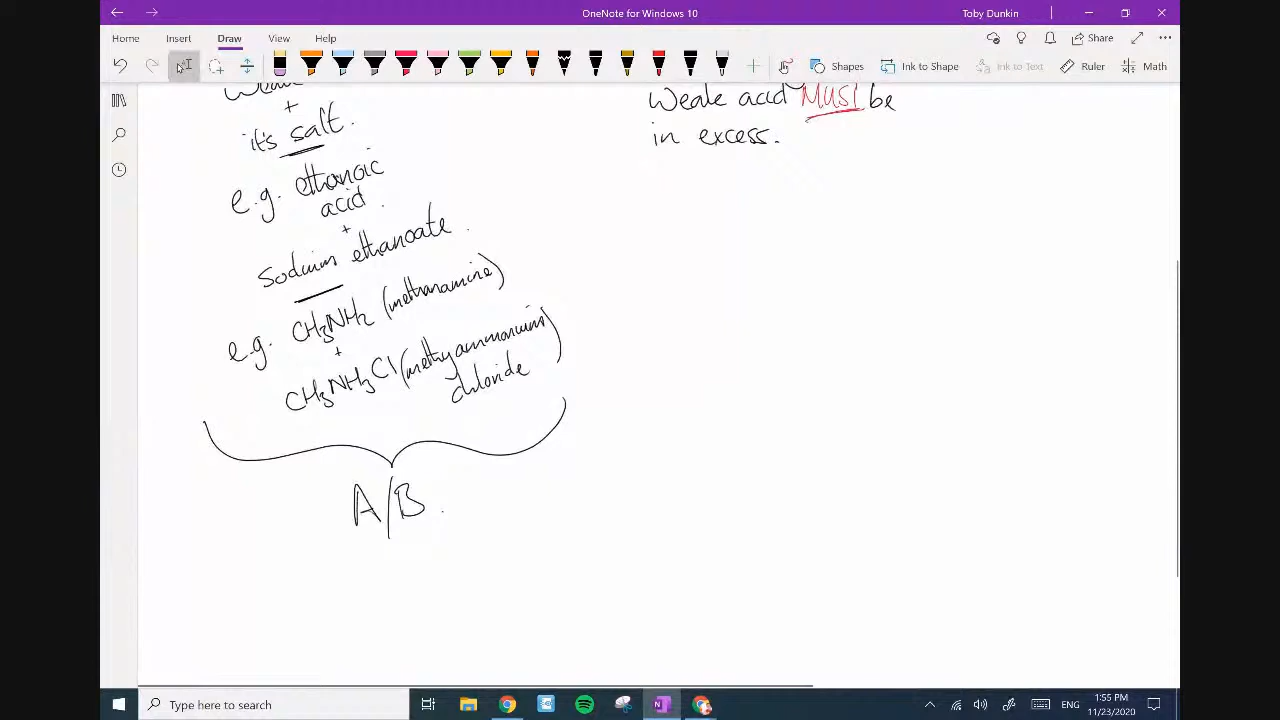 OneNote for Windows 10
Toby Dunkin
Home Insert Draw View Help
Share
Shapes
Ink to Shape
Ink to Text
Ruler
Math
+
it's salt.
e.g. ethanoic
acid.
+
Sodium ethanoate.
e.g. CH3NH2 (methanamine)
+
CH3NH3Cl (methyammonium)
chloride
A/B.
Weak acid MUST be
in excess.
Type here to search
ENG
1:55 PM
11/23/2020